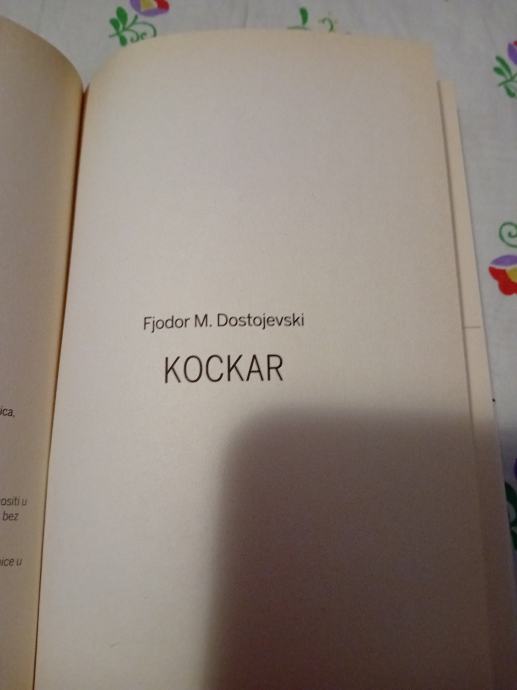 ica,
ositi u
bez
ice u
Fjodor M. Dostojevski
KOCKAR